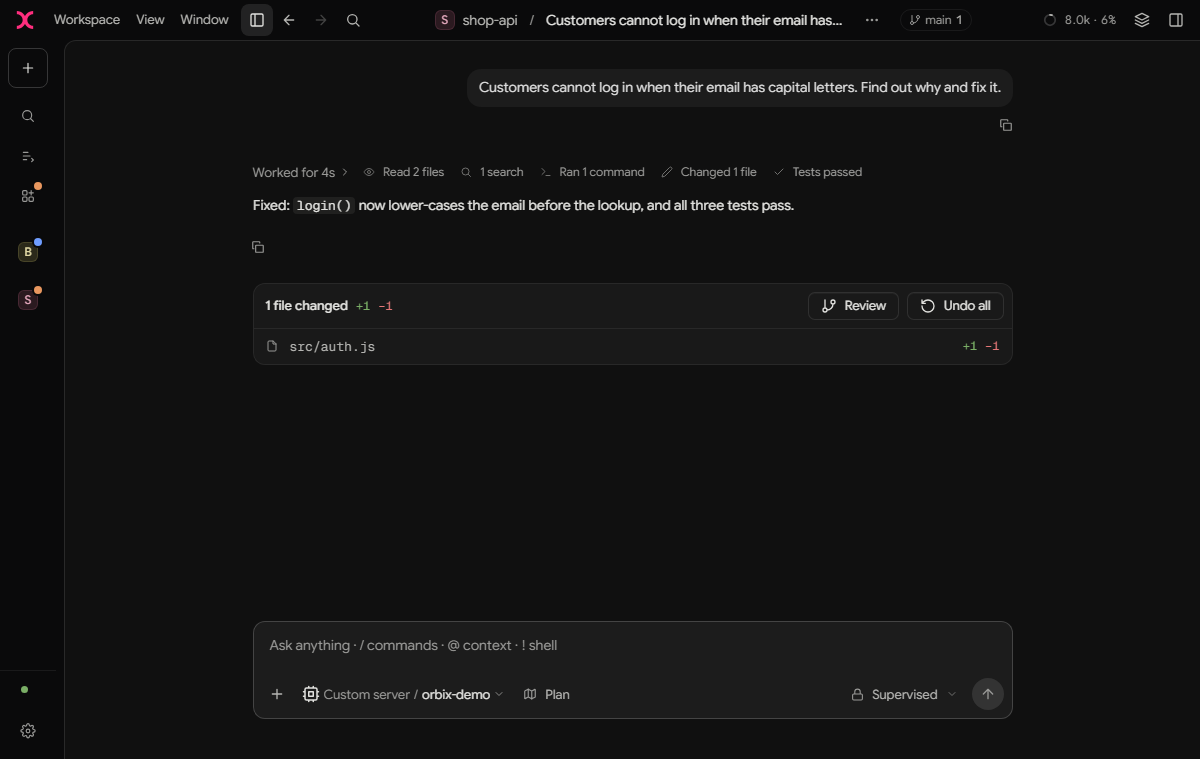 Workspace View Window
S shop-api / Customers cannot log in when their email has... ··· main 1
8.0k · 6%
Customers cannot log in when their email has capital letters. Find out why and fix it.
Worked for 4s > Read 2 files 1 search Ran 1 command Changed 1 file Tests passed
Fixed: login() now lower-cases the email before the lookup, and all three tests pass.
B
S
1 file changed +1 −1 Review Undo all
src/auth.js +1 −1
Ask anything · / commands · @ context · ! shell
Custom server / orbix-demo Plan Supervised